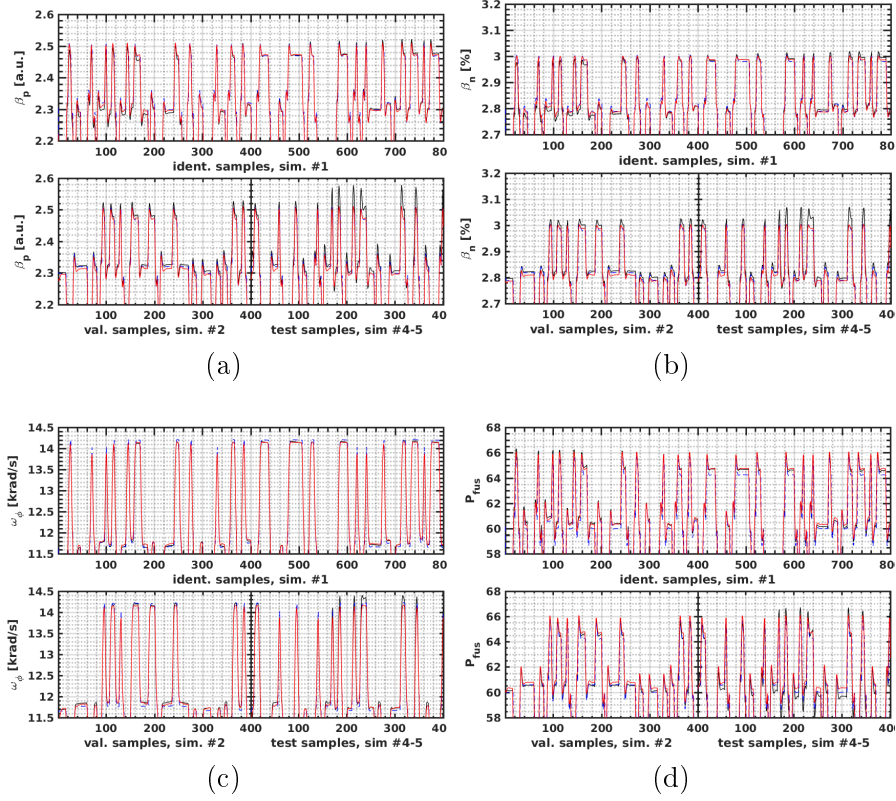 2.6
2.5
2.4
2.3
2.2
β_p [a.u.]
100 200 300 400 500 600 700 80
ident. samples, sim. #1
2.6
2.5
2.4
2.3
2.2
β_p [a.u.]
100 200 300 400 100 200 300 40
val. samples, sim. #2 test samples, sim #4-5
(a)
3.2
3.1
3
2.9
2.8
2.7
β_n [%]
100 200 300 400 500 600 700 80
ident. samples, sim. #1
3.2
3.1
3
2.9
2.8
2.7
β_n [%]
100 200 300 400 100 200 300 400
val. samples, sim. #2 test samples, sim #4-5
(b)
14.5
14
13.5
13
12.5
12
11.5
ω_ϕ [krad/s]
100 200 300 400 500 600 700 80
ident. samples, sim. #1
14.5
14
13.5
13
12.5
12
11.5
ω_ϕ [krad/s]
100 200 300 400 100 200 300 40
val. samples, sim. #2 test samples, sim #4-5
(c)
68
66
64
62
60
58
P_fus
100 200 300 400 500 600 700 80
ident. samples, sim. #1
68
66
64
62
60
58
P_fus
100 200 300 400 100 200 300 400
val. samples, sim. #2 test samples, sim #4-5
(d)